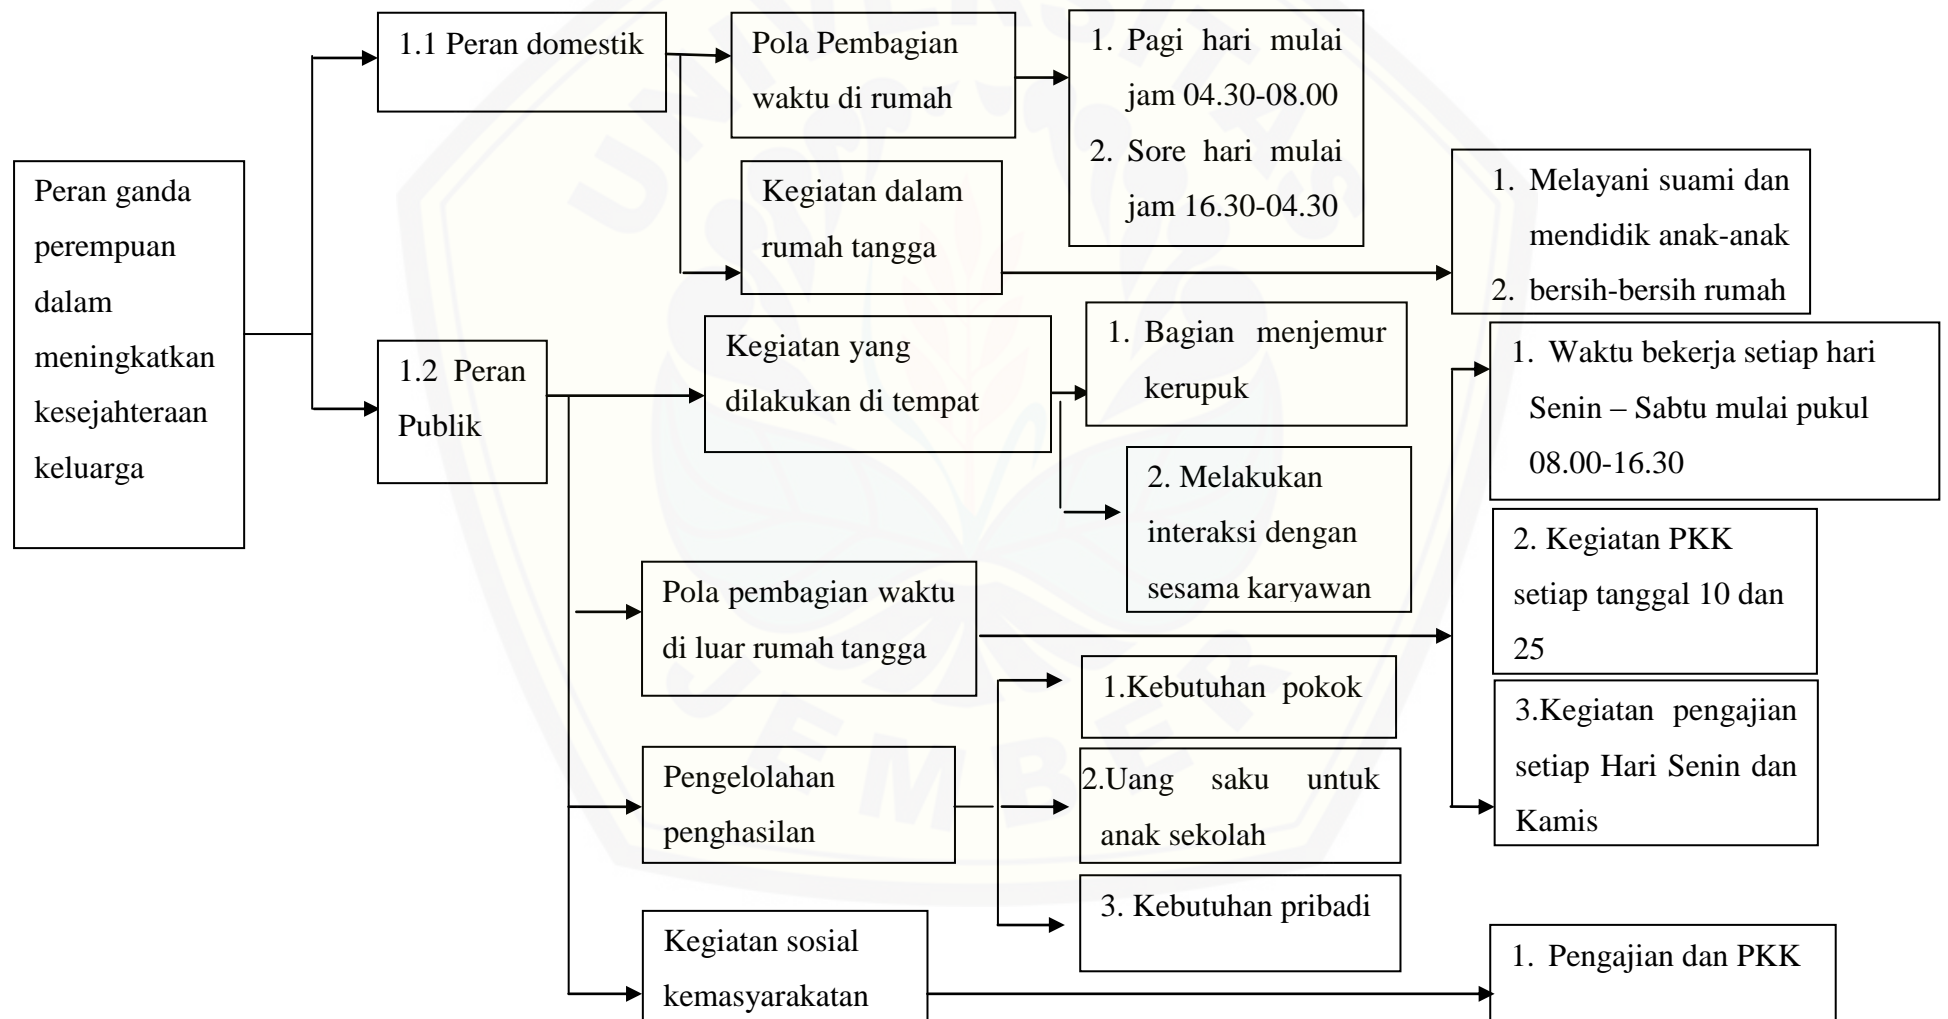 Peran ganda
perempuan
dalam
meningkatkan
kesejahteraan
keluarga
1.1 Peran domestik
Pola Pembagian
waktu di rumah
1. Pagi hari mulai
jam 04.30-08.00
2. Sore hari mulai
jam 16.30-04.30
Kegiatan dalam
rumah tangga
1. Melayani suami dan
mendidik anak-anak
2. bersih-bersih rumah
1.2 Peran
Publik
Kegiatan yang
dilakukan di tempat
1. Bagian menjemur
kerupuk
2. Melakukan
interaksi dengan
sesama karyawan
Pola pembagian waktu
di luar rumah tangga
1. Waktu bekerja setiap hari
Senin – Sabtu mulai pukul
08.00-16.30
2. Kegiatan PKK
setiap tanggal 10 dan
25
3.Kegiatan pengajian
setiap Hari Senin dan
Kamis
Pengelolahan
penghasilan
1.Kebutuhan pokok
2.Uang saku untuk
anak sekolah
3. Kebutuhan pribadi
Kegiatan sosial
kemasyarakatan
1. Pengajian dan PKK
UNIVERSITAS
JEMBER